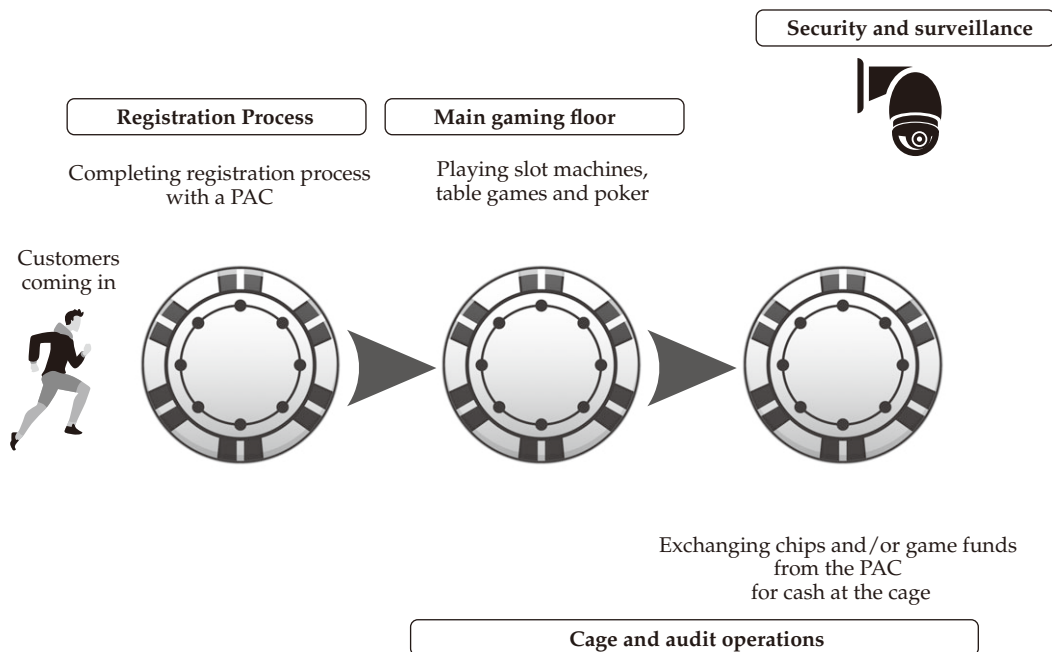 Security and surveillance
Registration Process
Main gaming floor
Completing registration process
with a PAC
Playing slot machines,
table games and poker
Customers
coming in
Exchanging chips and/or game funds
from the PAC
for cash at the cage
Cage and audit operations